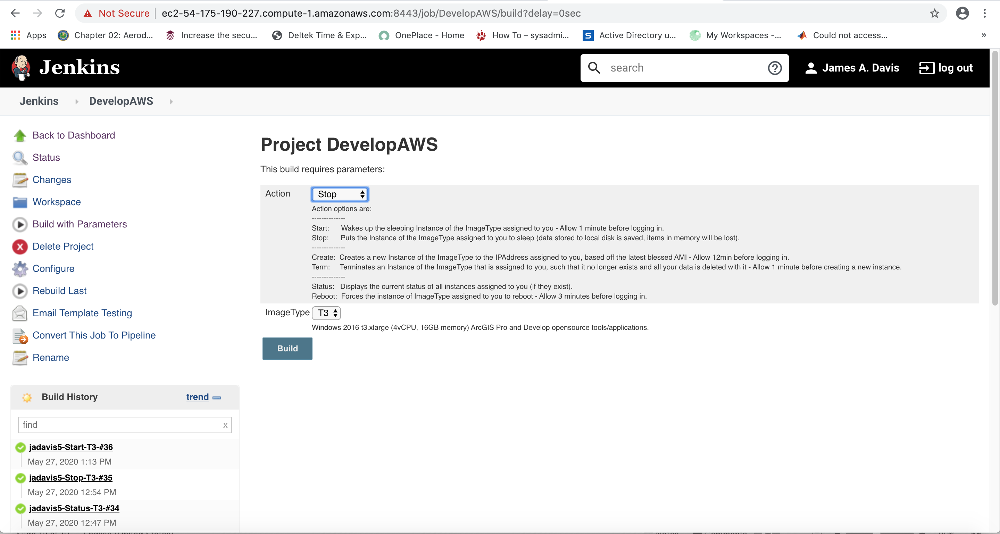 Not Secure ec2-54-175-190-227.compute-1.amazonaws.com:8443/job/DevelopAWS/build?delay=0sec
Apps Chapter 02: Aerod... Increase the secu... Deltek Time & Exp... OnePlace - Home How To – sysadmi... S Active Directory u... My Workspaces -... Could not access... »
Jenkins search ? James A. Davis log out
Jenkins DevelopAWS
Back to Dashboard
Status
Changes
Workspace
Build with Parameters
Delete Project
Configure
Rebuild Last
Email Template Testing
Convert This Job To Pipeline
Rename
Project DevelopAWS
This build requires parameters:
Action Stop
Action options are:
--------------
Start: Wakes up the sleeping Instance of the ImageType assigned to you - Allow 1 minute before logging in.
Stop: Puts the Instance of the ImageType assigned to you to sleep (data stored to local disk is saved, items in memory will be lost).
--------------
Create: Creates a new Instance of the ImageType to the IPAddress assigned to you, based off the latest blessed AMI - Allow 12min before logging in.
Term: Terminates an Instance of the ImageType that is assigned to you, such that it no longer exists and all your data is deleted with it - Allow 1 minute before creating a new instance.
--------------
Status: Displays the current status of all instances assigned to you (if they exist).
Reboot: Forces the instance of ImageType assigned to you to reboot - Allow 3 minutes before logging in.
ImageType T3
Windows 2016 t3.xlarge (4vCPU, 16GB memory) ArcGIS Pro and Develop opensource tools/applications.
Build
Build History trend
find x
jadavis5-Start-T3-#36
May 27, 2020 1:13 PM
jadavis5-Stop-T3-#35
May 27, 2020 12:54 PM
jadavis5-Status-T3-#34
May 27, 2020 12:47 PM